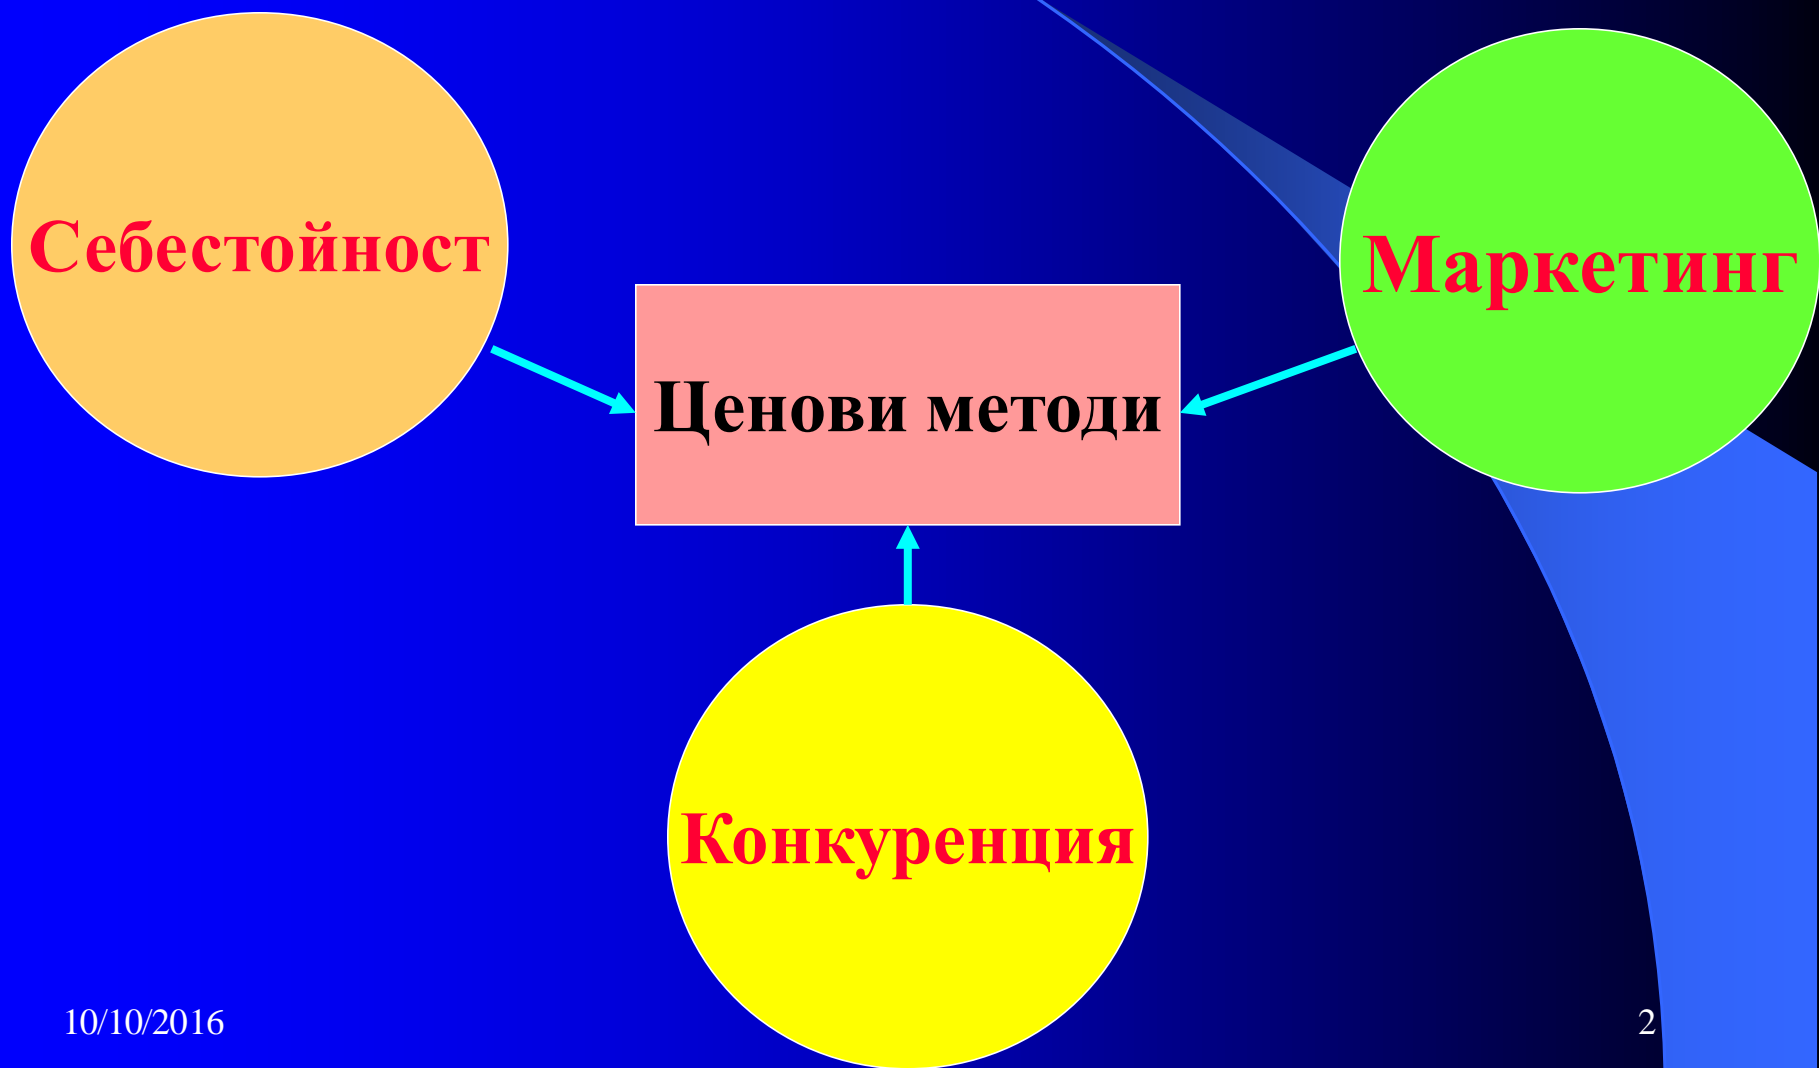 Себестойност
Маркетинг
Ценови методи
Конкуренция
10/10/2016
2